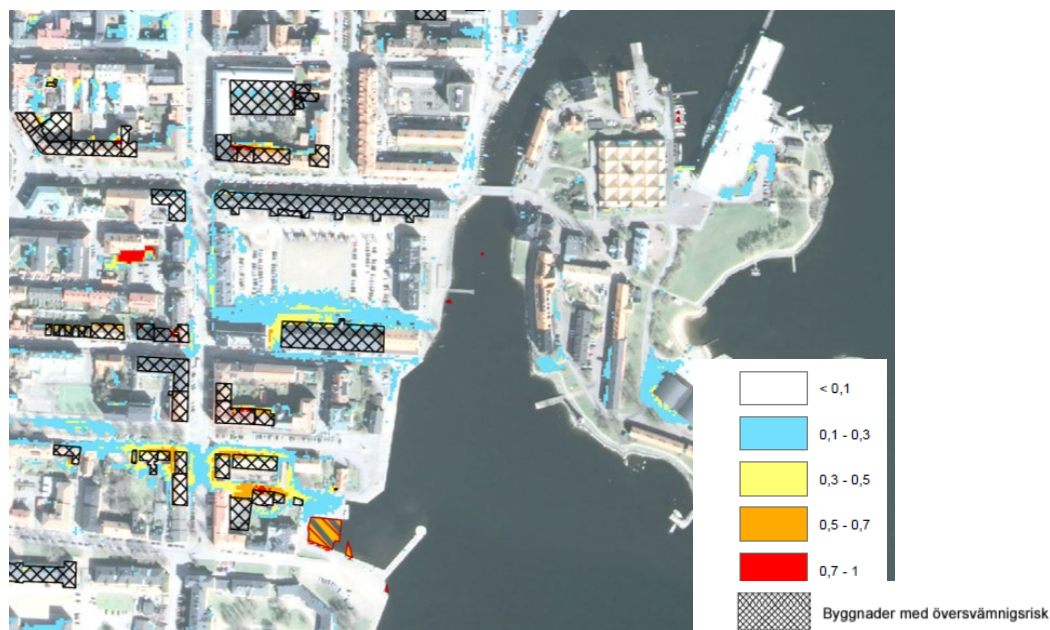 < 0,1
0,1 - 0,3
0,3 - 0,5
0,5 - 0,7
0,7 - 1
Byggnader med översvämnigsrisk